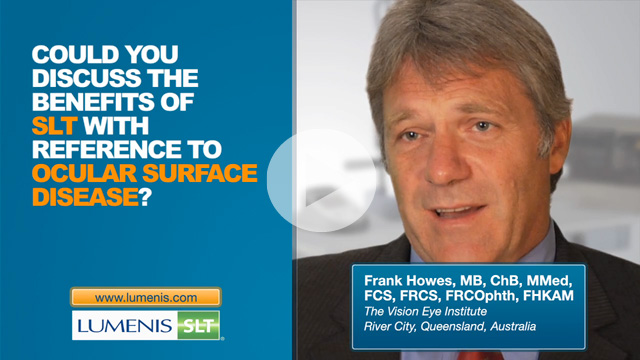 COULD YOU
DISCUSS THE
BENEFITS OF
SLT WITH
REFERENCE TO
OCULAR SURFACE
DISEASE?
www.lumenis.com
LUMENIS SLT®
Frank Howes, MB, ChB, MMed,
FCS, FRCS, FRCOphth, FHKAM
The Vision Eye Institute
River City, Queensland, Australia